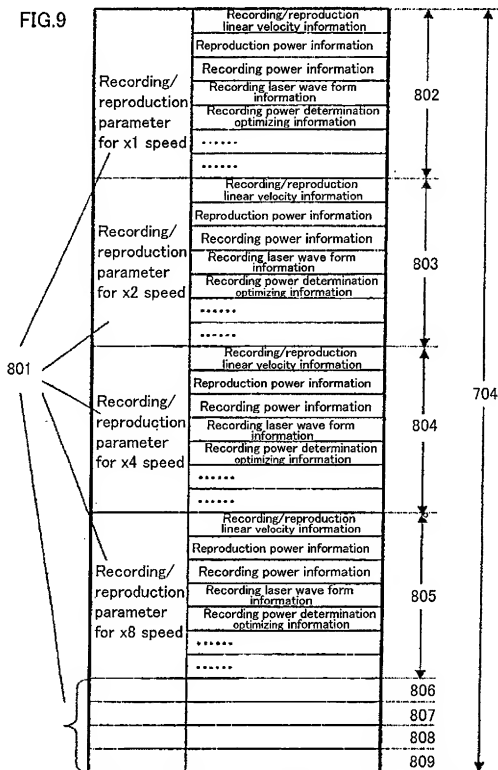 FIG.9
Recording/
reproduction
parameter
for x1 speed
Recording/reproduction
linear velocity information
Reproduction power information
Recording power information
Recording laser wave form
information
Recording power determination
optimizing information
......
......
802
Recording/
reproduction
parameter
for x2 speed
Recording/reproduction
linear velocity information
Reproduction power information
Recording power information
Recording laser wave form
information
Recording power determination
optimizing information
......
......
803
801
Recording/
reproduction
parameter
for x4 speed
Recording/reproduction
linear velocity information
Reproduction power information
Recording power information
Recording laser wave form
information
Recording power determination
optimizing information
......
......
804
704
Recording/
reproduction
parameter
for x8 speed
Recording/reproduction
linear velocity information
Reproduction power information
Recording power information
Recording laser wave form
information
Recording power determination
optimizing information
......
......
805
806
807
808
809